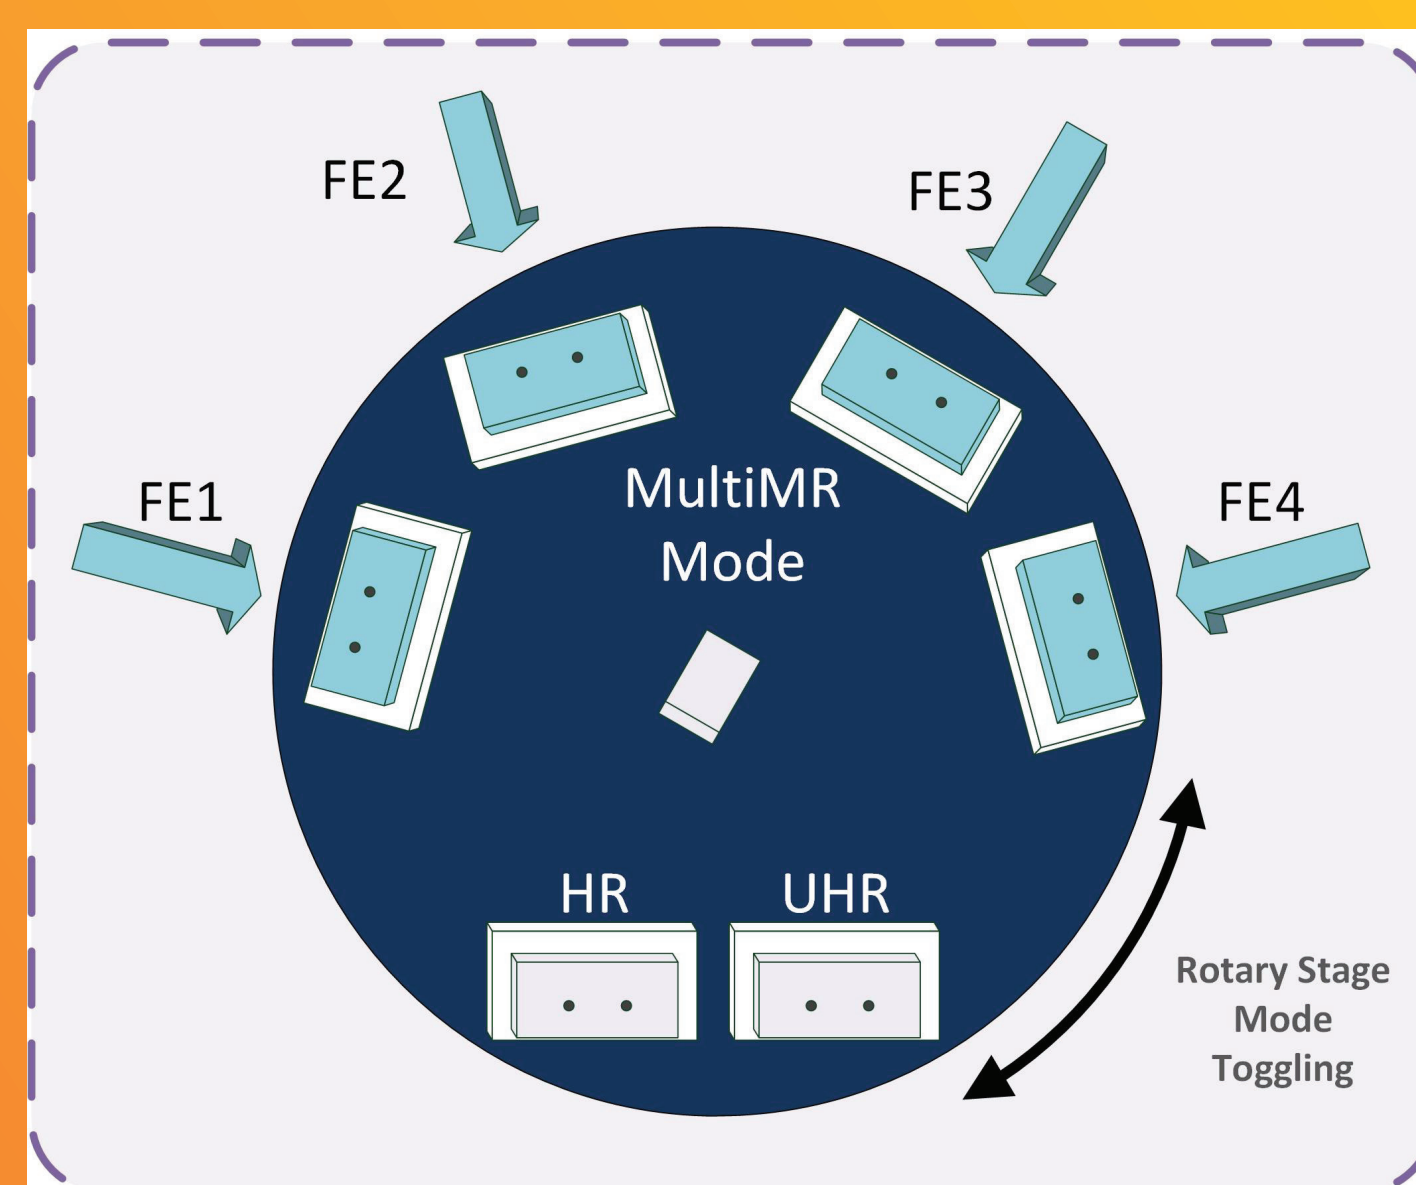 FE2
FE3
FE1
MultiMR
Mode
FE4
HR
UHR
Rotary Stage
Mode
Toggling